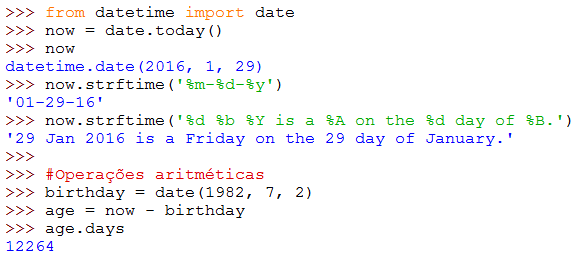 >>> from datetime import date
>>> now = date.today()
>>> now
datetime.date(2016, 1, 29)
>>> now.strftime('%m-%d-%y')
'01-29-16'
>>> now.strftime('%d %b %Y is a %A on the %d day of %B.')
'29 Jan 2016 is a Friday on the 29 day of January.'
>>>
>>> #Operações aritméticas
>>> birthday = date(1982, 7, 2)
>>> age = now - birthday
>>> age.days
12264